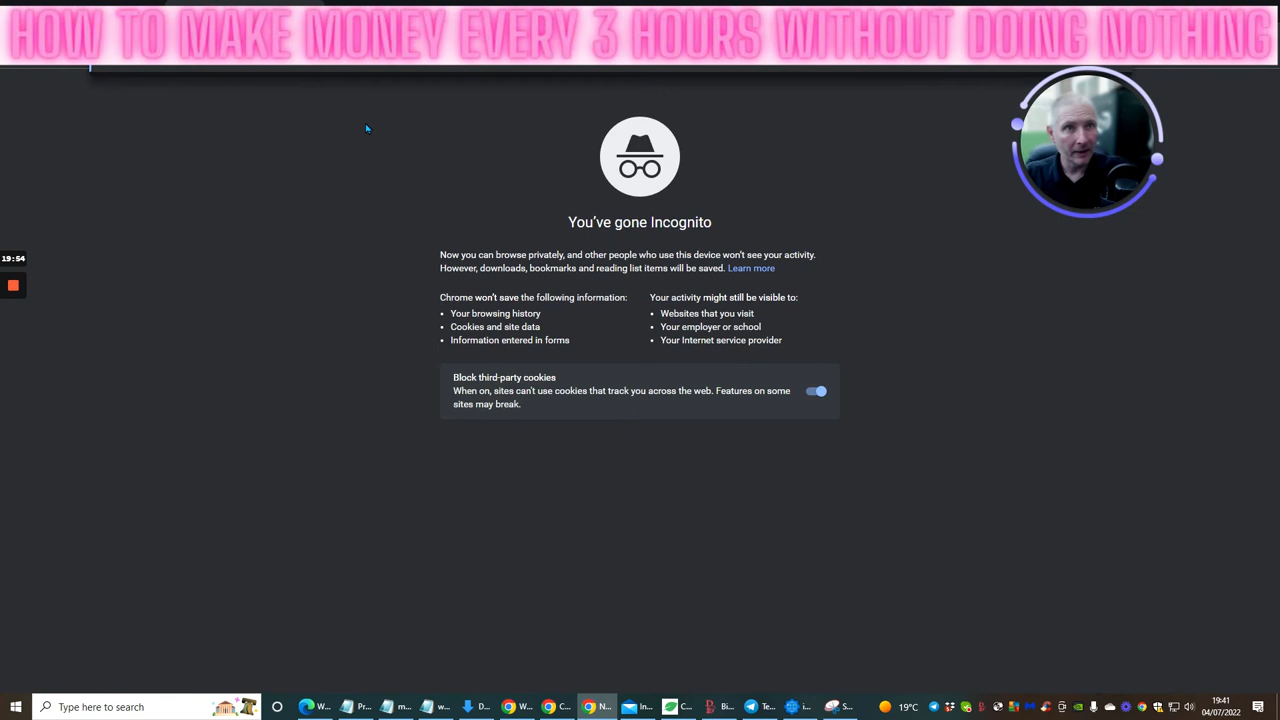 HOW TO MAKE MONEY EVERY 3 HOURS WITHOUT DOING NOTHING
You've gone Incognito
Now you can browse privately, and other people who use this device won't see your activity.
However, downloads, bookmarks and reading list items will be saved. Learn more
Chrome won't save the following information:
• Your browsing history
• Cookies and site data
• Information entered in forms
Your activity might still be visible to:
• Websites that you visit
• Your employer or school
• Your Internet service provider
19:54
Block third-party cookies
When on, sites can't use cookies that track you across the web. Features on some
sites may break.
Type here to search
W...
Pr...
m...
w...
D...
W...
C...
N...
In...
C...
Bi...
Te...
i...
S...
19°C
19:41
04/07/2022